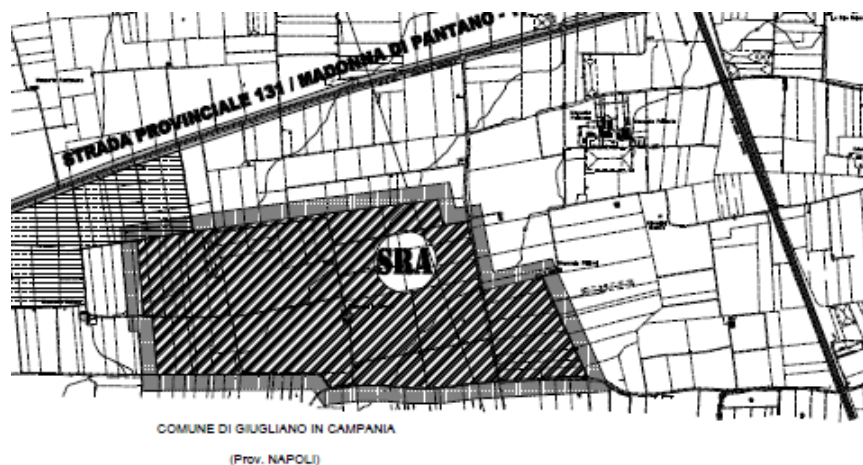 STRADA PROVINCIALE 131 / MADONNA DI PANTANO -
SRA
COMUNE DI GIUGLIANO IN CAMPANIA
(Prov. NAPOLI)